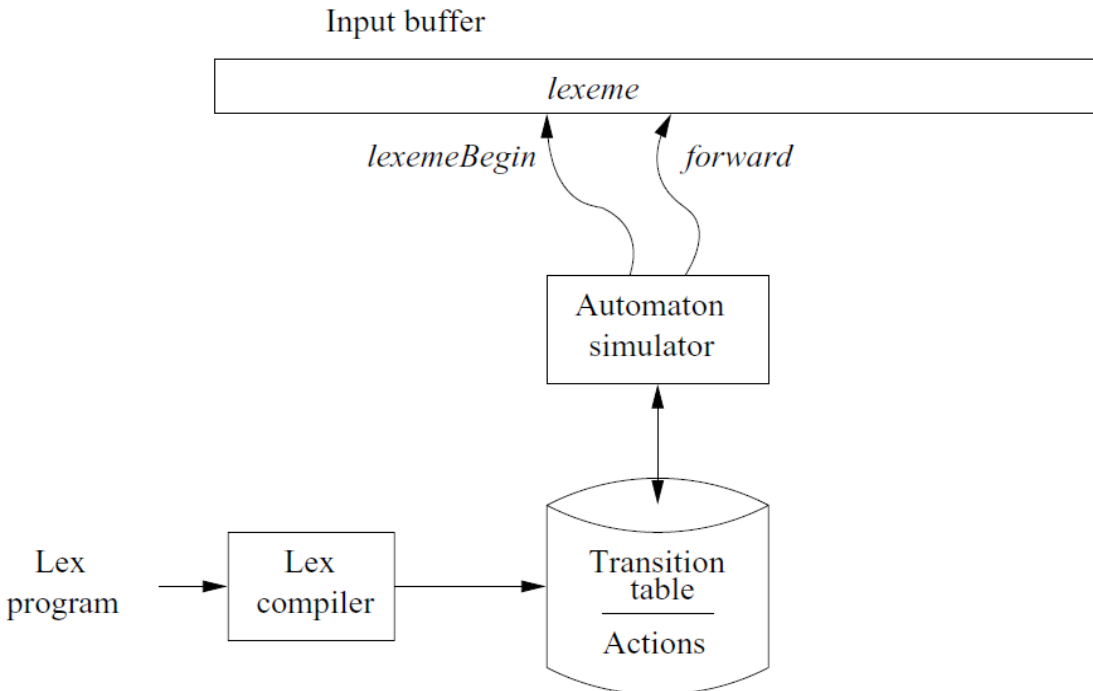 Input buffer
lexeme
lexemeBegin
forward
Automaton
simulator
Lex
program
Lex
compiler
Transition
table
Actions